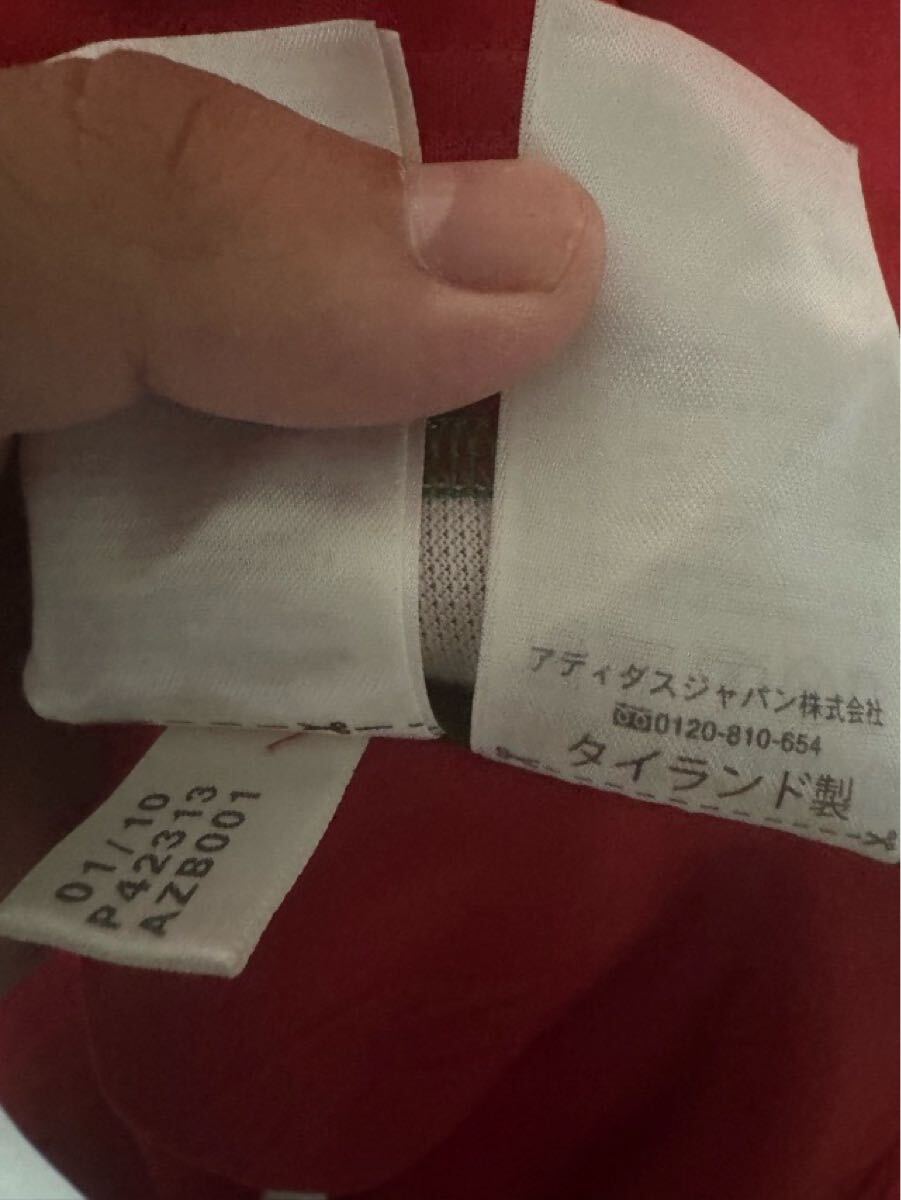 アディダスジャパン株式会社
0120-810-654
タイランド製
01/10
P42313
AZB001